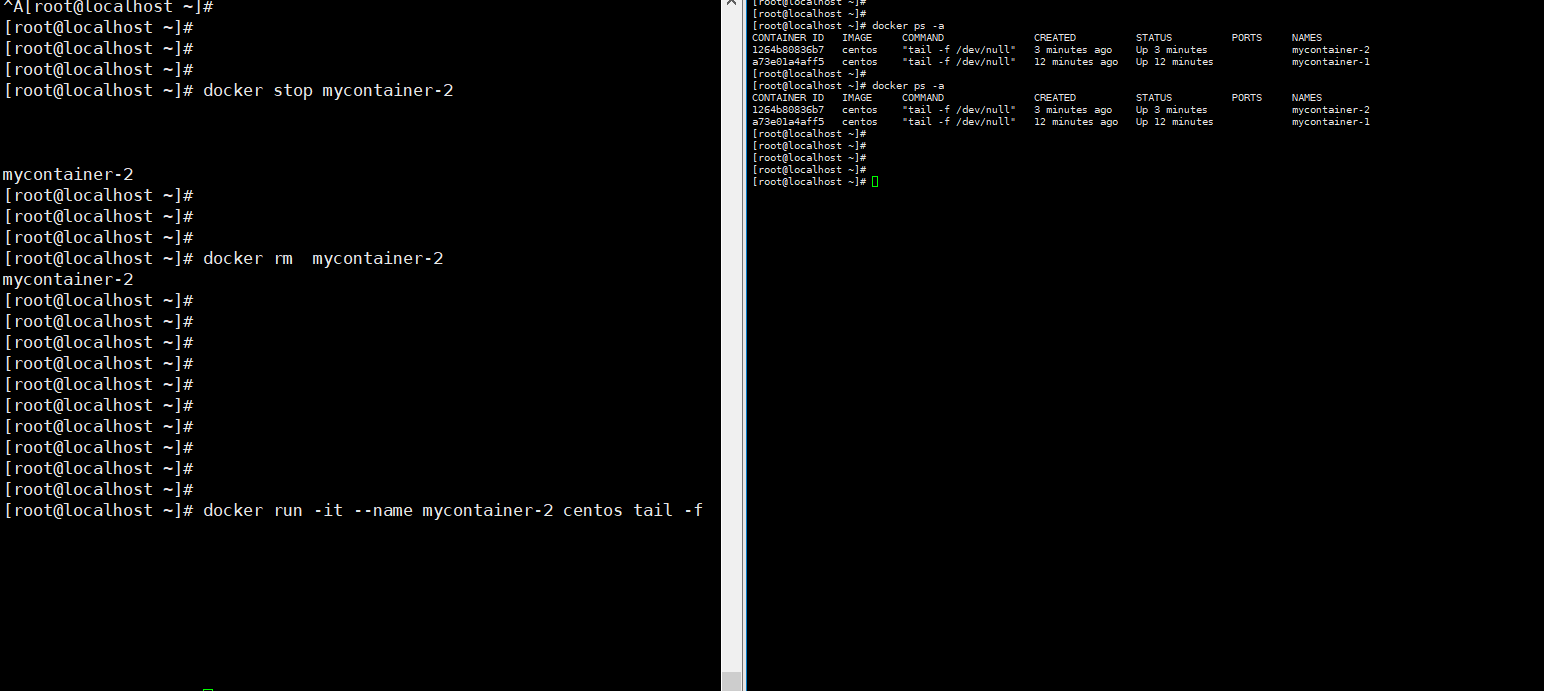 ^A[root@localhost ~]#
[root@localhost ~]#
[root@localhost ~]#
[root@localhost ~]#
[root@localhost ~]# docker stop mycontainer-2
mycontainer-2
[root@localhost ~]#
[root@localhost ~]#
[root@localhost ~]#
[root@localhost ~]# docker rm  mycontainer-2
mycontainer-2
[root@localhost ~]#
[root@localhost ~]#
[root@localhost ~]#
[root@localhost ~]#
[root@localhost ~]#
[root@localhost ~]#
[root@localhost ~]#
[root@localhost ~]#
[root@localhost ~]#
[root@localhost ~]#
[root@localhost ~]# docker run -it --name mycontainer-2 centos tail -f
[root@localhost ~]#
[root@localhost ~]#
[root@localhost ~]# docker ps -a
CONTAINER ID   IMAGE     COMMAND               CREATED          STATUS          PORTS     NAMES
1264b80836b7   centos    "tail -f /dev/null"   3 minutes ago    Up 3 minutes              mycontainer-2
a73e01a4aff5   centos    "tail -f /dev/null"   12 minutes ago   Up 12 minutes             mycontainer-1
[root@localhost ~]#
[root@localhost ~]# docker ps -a
CONTAINER ID   IMAGE     COMMAND               CREATED          STATUS          PORTS     NAMES
1264b80836b7   centos    "tail -f /dev/null"   3 minutes ago    Up 3 minutes              mycontainer-2
a73e01a4aff5   centos    "tail -f /dev/null"   12 minutes ago   Up 12 minutes             mycontainer-1
[root@localhost ~]#
[root@localhost ~]#
[root@localhost ~]#
[root@localhost ~]#
[root@localhost ~]#